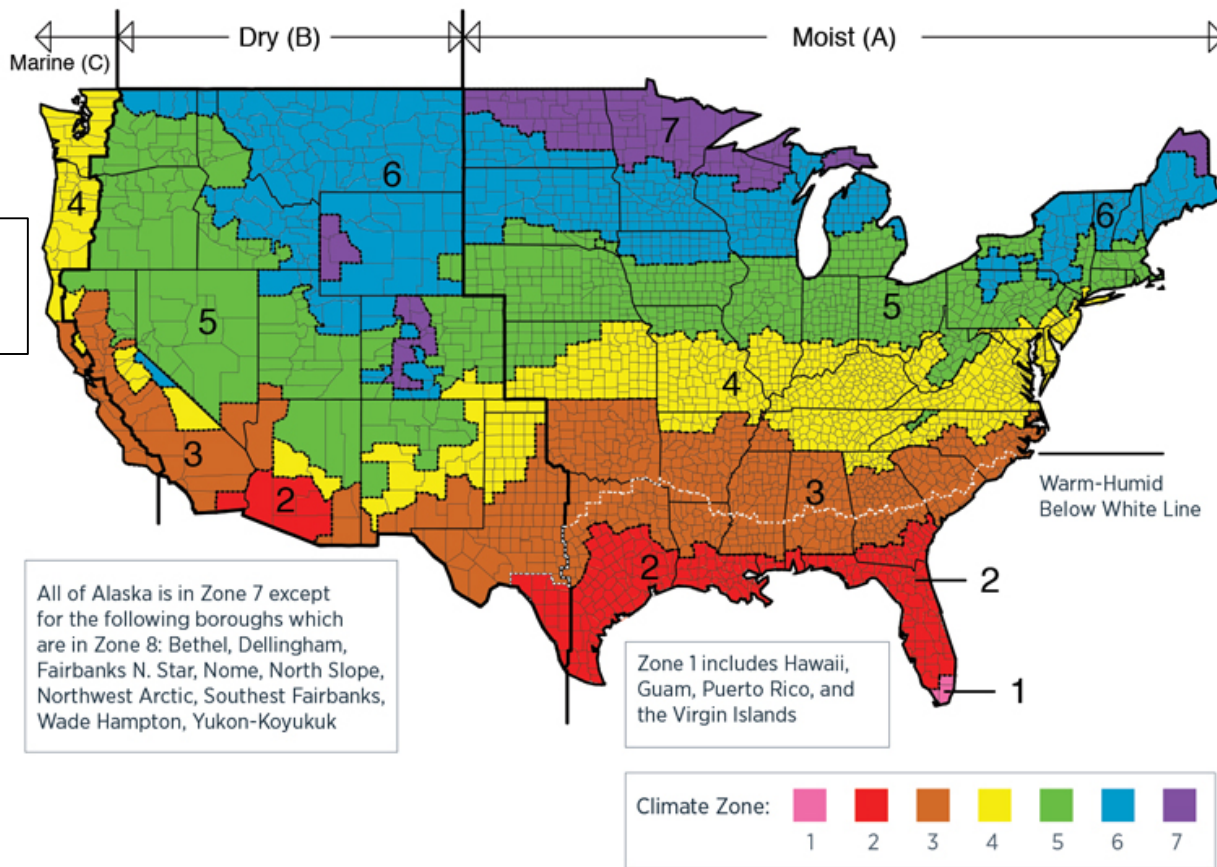 Marine (C)
Dry (B)
Moist (A)
7
6
4
6
5
5
4
3
3
2
2
2
1
Warm-Humid
Below White Line
All of Alaska is in Zone 7 except
for the following boroughs which
are in Zone 8: Bethel, Dellingham,
Fairbanks N. Star, Nome, North Slope,
Northwest Arctic, Southest Fairbanks,
Wade Hampton, Yukon-Koyukuk
Zone 1 includes Hawaii,
Guam, Puerto Rico, and
the Virgin Islands
Climate Zone:
1 2 3 4 5 6 7